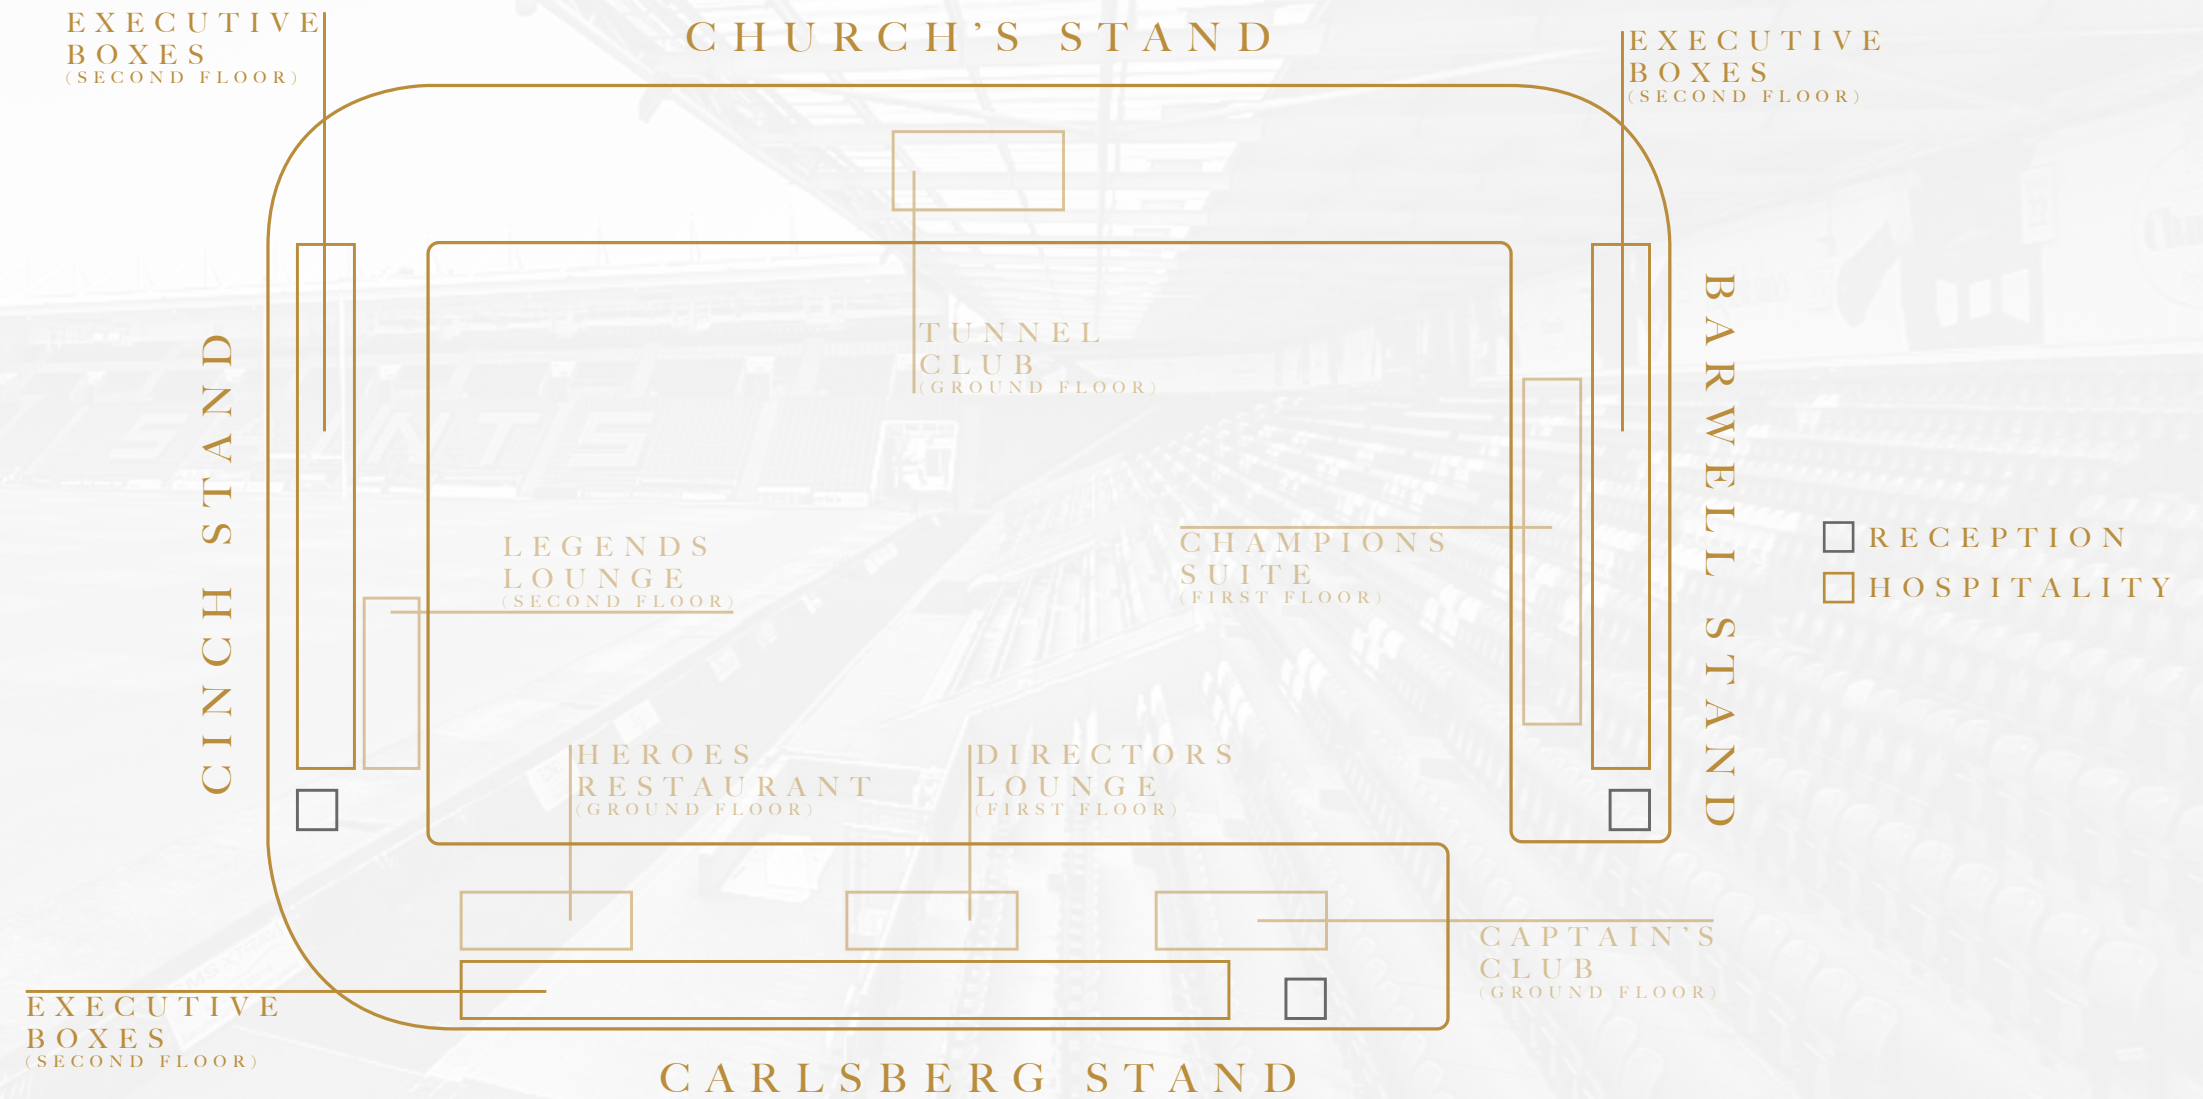 EXECUTIVE
BOXES
(SECOND FLOOR)
CHURCH'S STAND
EXECUTIVE
BOXES
(SECOND FLOOR)
TUNNEL
CLUB
(GROUND FLOOR)
CINCH STAND
BARWELL STAND
LEGENDS
LOUNGE
(SECOND FLOOR)
CHAMPIONS
SUITE
(FIRST FLOOR)
RECEPTION
HOSPITALITY
HEROES
RESTAURANT
(GROUND FLOOR)
DIRECTORS
LOUNGE
(FIRST FLOOR)
CAPTAIN'S
CLUB
(GROUND FLOOR)
EXECUTIVE
BOXES
(SECOND FLOOR)
CARLSBERG STAND